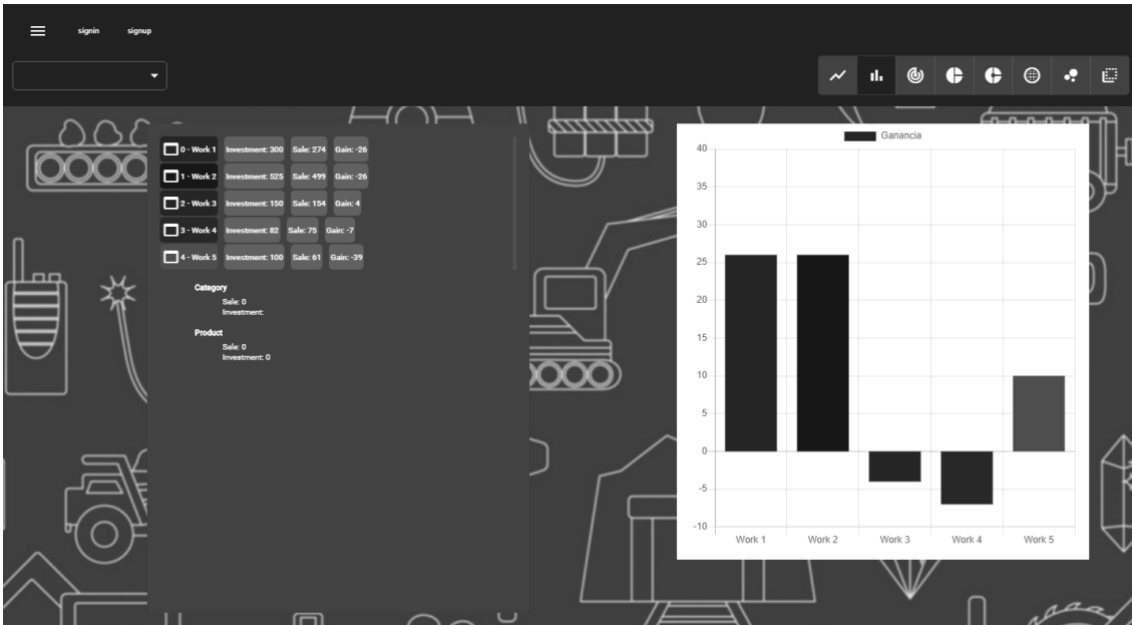 signin signup
0 - Work 1 Investment: 300 Sale: 274 Gain: -26
1 - Work 2 Investment: 525 Sale: 499 Gain: -26
2 - Work 3 Investment: 150 Sale: 154 Gain: 4
3 - Work 4 Investment: 82 Sale: 75 Gain: -7
4 - Work 5 Investment: 100 Sale: 61 Gain: -39
Category
Sale: 0
Investment:
Product
Sale: 0
Investment: 0
Ganancia
40
35
30
25
20
15
10
5
0
-5
-10
Work 1 Work 2 Work 3 Work 4 Work 5